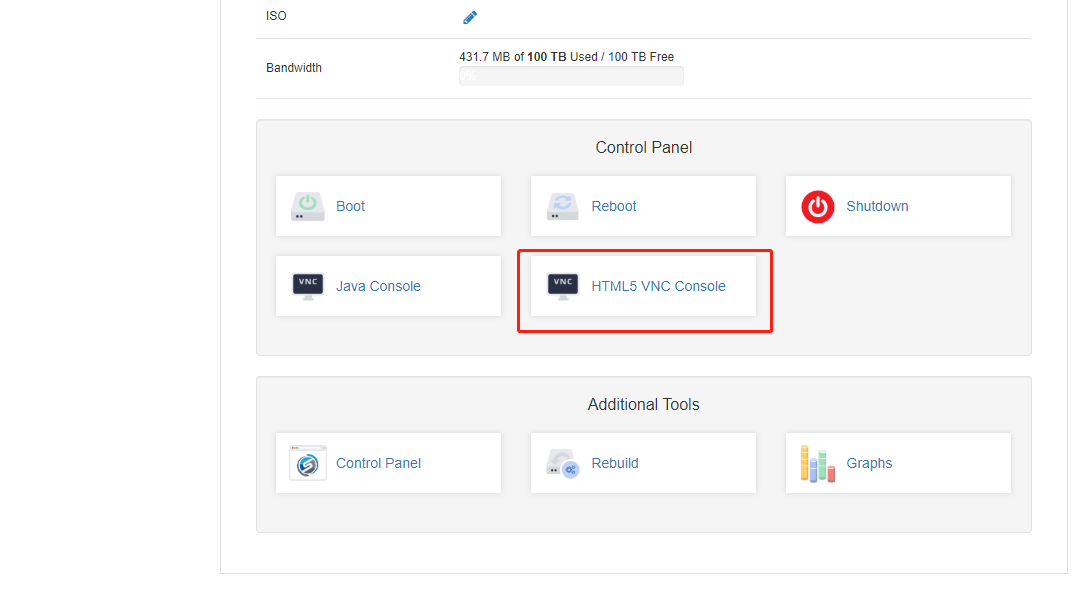 ISO
Bandwidth
431.7 MB of 100 TB Used / 100 TB Free
0%
Control Panel
Boot
Reboot
Shutdown
VNC
Java Console
VNC
HTML5 VNC Console
Additional Tools
Control Panel
Rebuild
Graphs